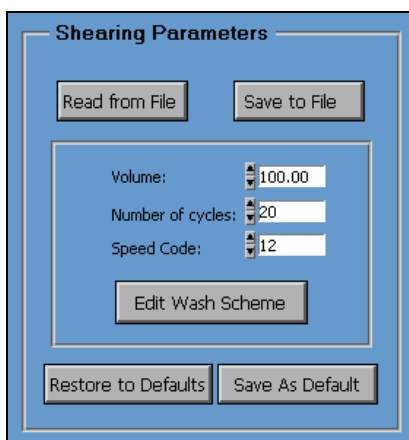 Shearing Parameters
Read from File Save to File
Volume: 100.00
Number of cycles: 20
Speed Code: 12
Edit Wash Scheme
Restore to Defaults Save As Default